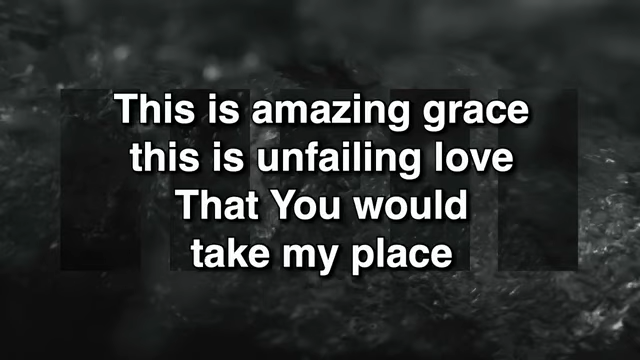 This is amazing grace
this is unfailing love
That You would
take my place